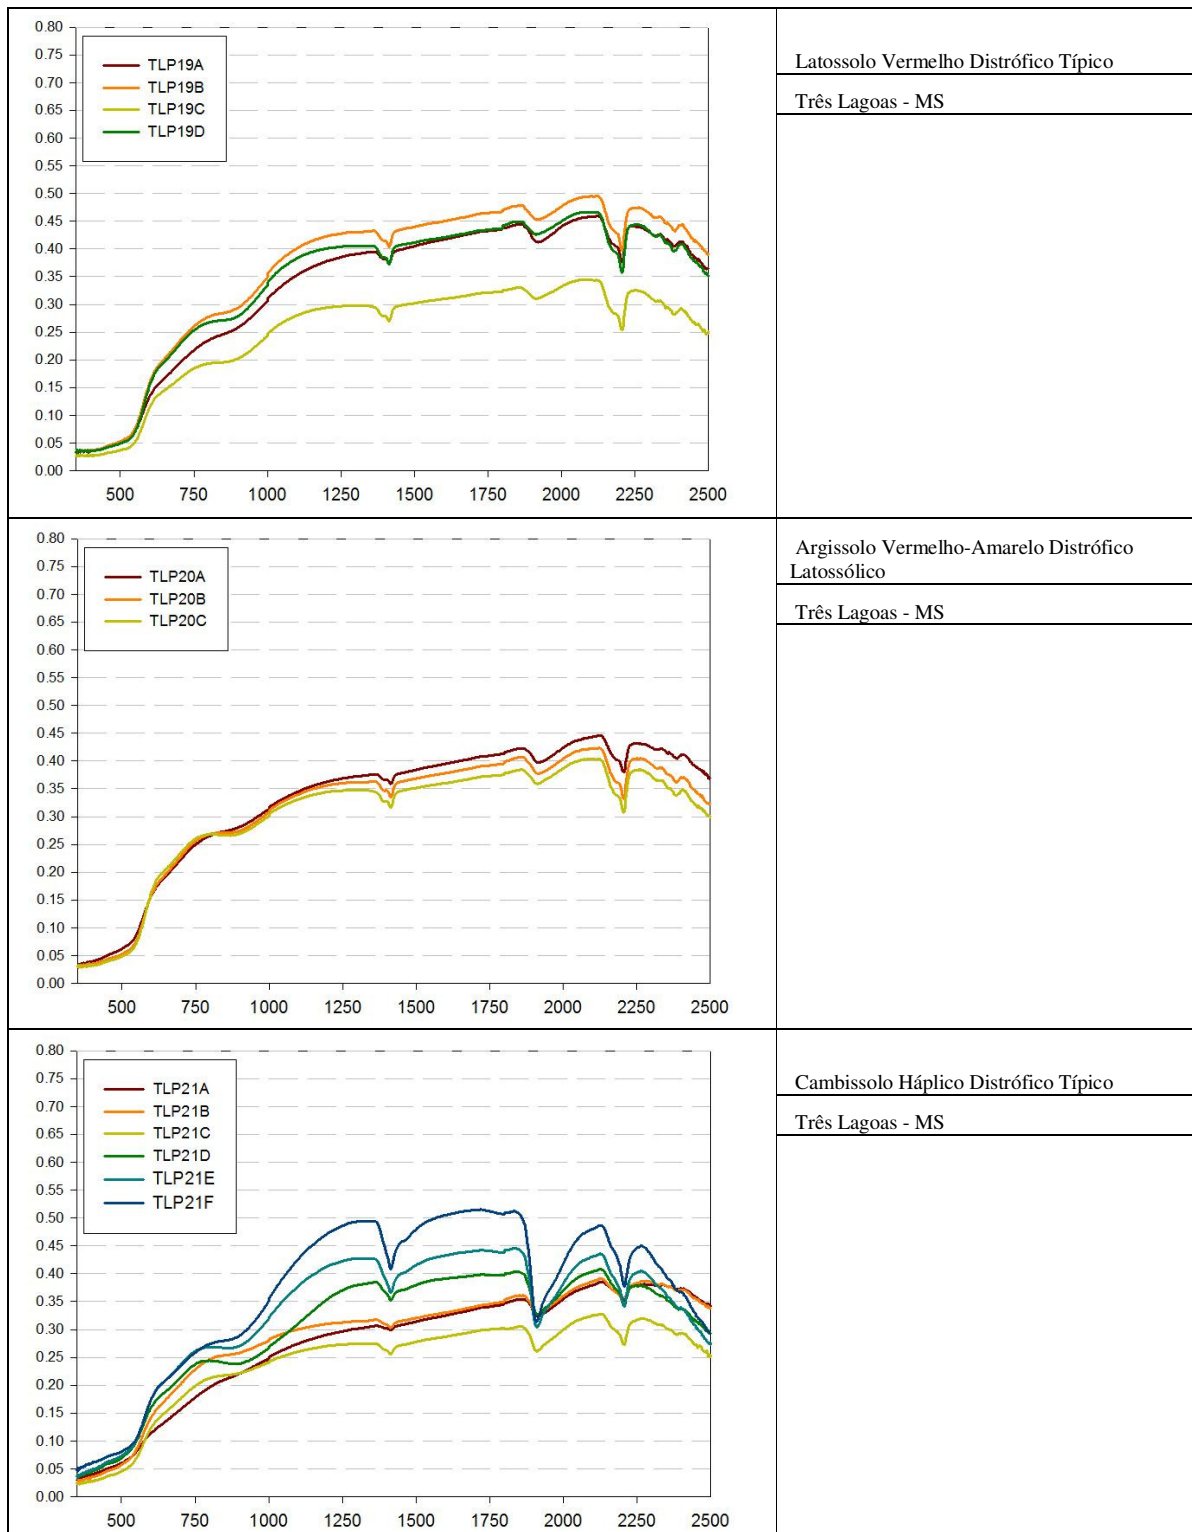 0.80
0.75
0.70
0.65
0.60
0.55
0.50
0.45
0.40
0.35
0.30
0.25
0.20
0.15
0.10
0.05
0.00
TLP19A
TLP19B
TLP19C
TLP19D
500 750 1000 1250 1500 1750 2000 2250 2500
Latossolo Vermelho Distrófico Típico
Três Lagoas - MS
0.80
0.75
0.70
0.65
0.60
0.55
0.50
0.45
0.40
0.35
0.30
0.25
0.20
0.15
0.10
0.05
0.00
TLP20A
TLP20B
TLP20C
500 750 1000 1250 1500 1750 2000 2250 2500
Argissolo Vermelho-Amarelo Distrófico
Latossólico
Três Lagoas - MS
0.80
0.75
0.70
0.65
0.60
0.55
0.50
0.45
0.40
0.35
0.30
0.25
0.20
0.15
0.10
0.05
0.00
TLP21A
TLP21B
TLP21C
TLP21D
TLP21E
TLP21F
500 750 1000 1250 1500 1750 2000 2250 2500
Cambissolo Háplico Distrófico Típico
Três Lagoas - MS